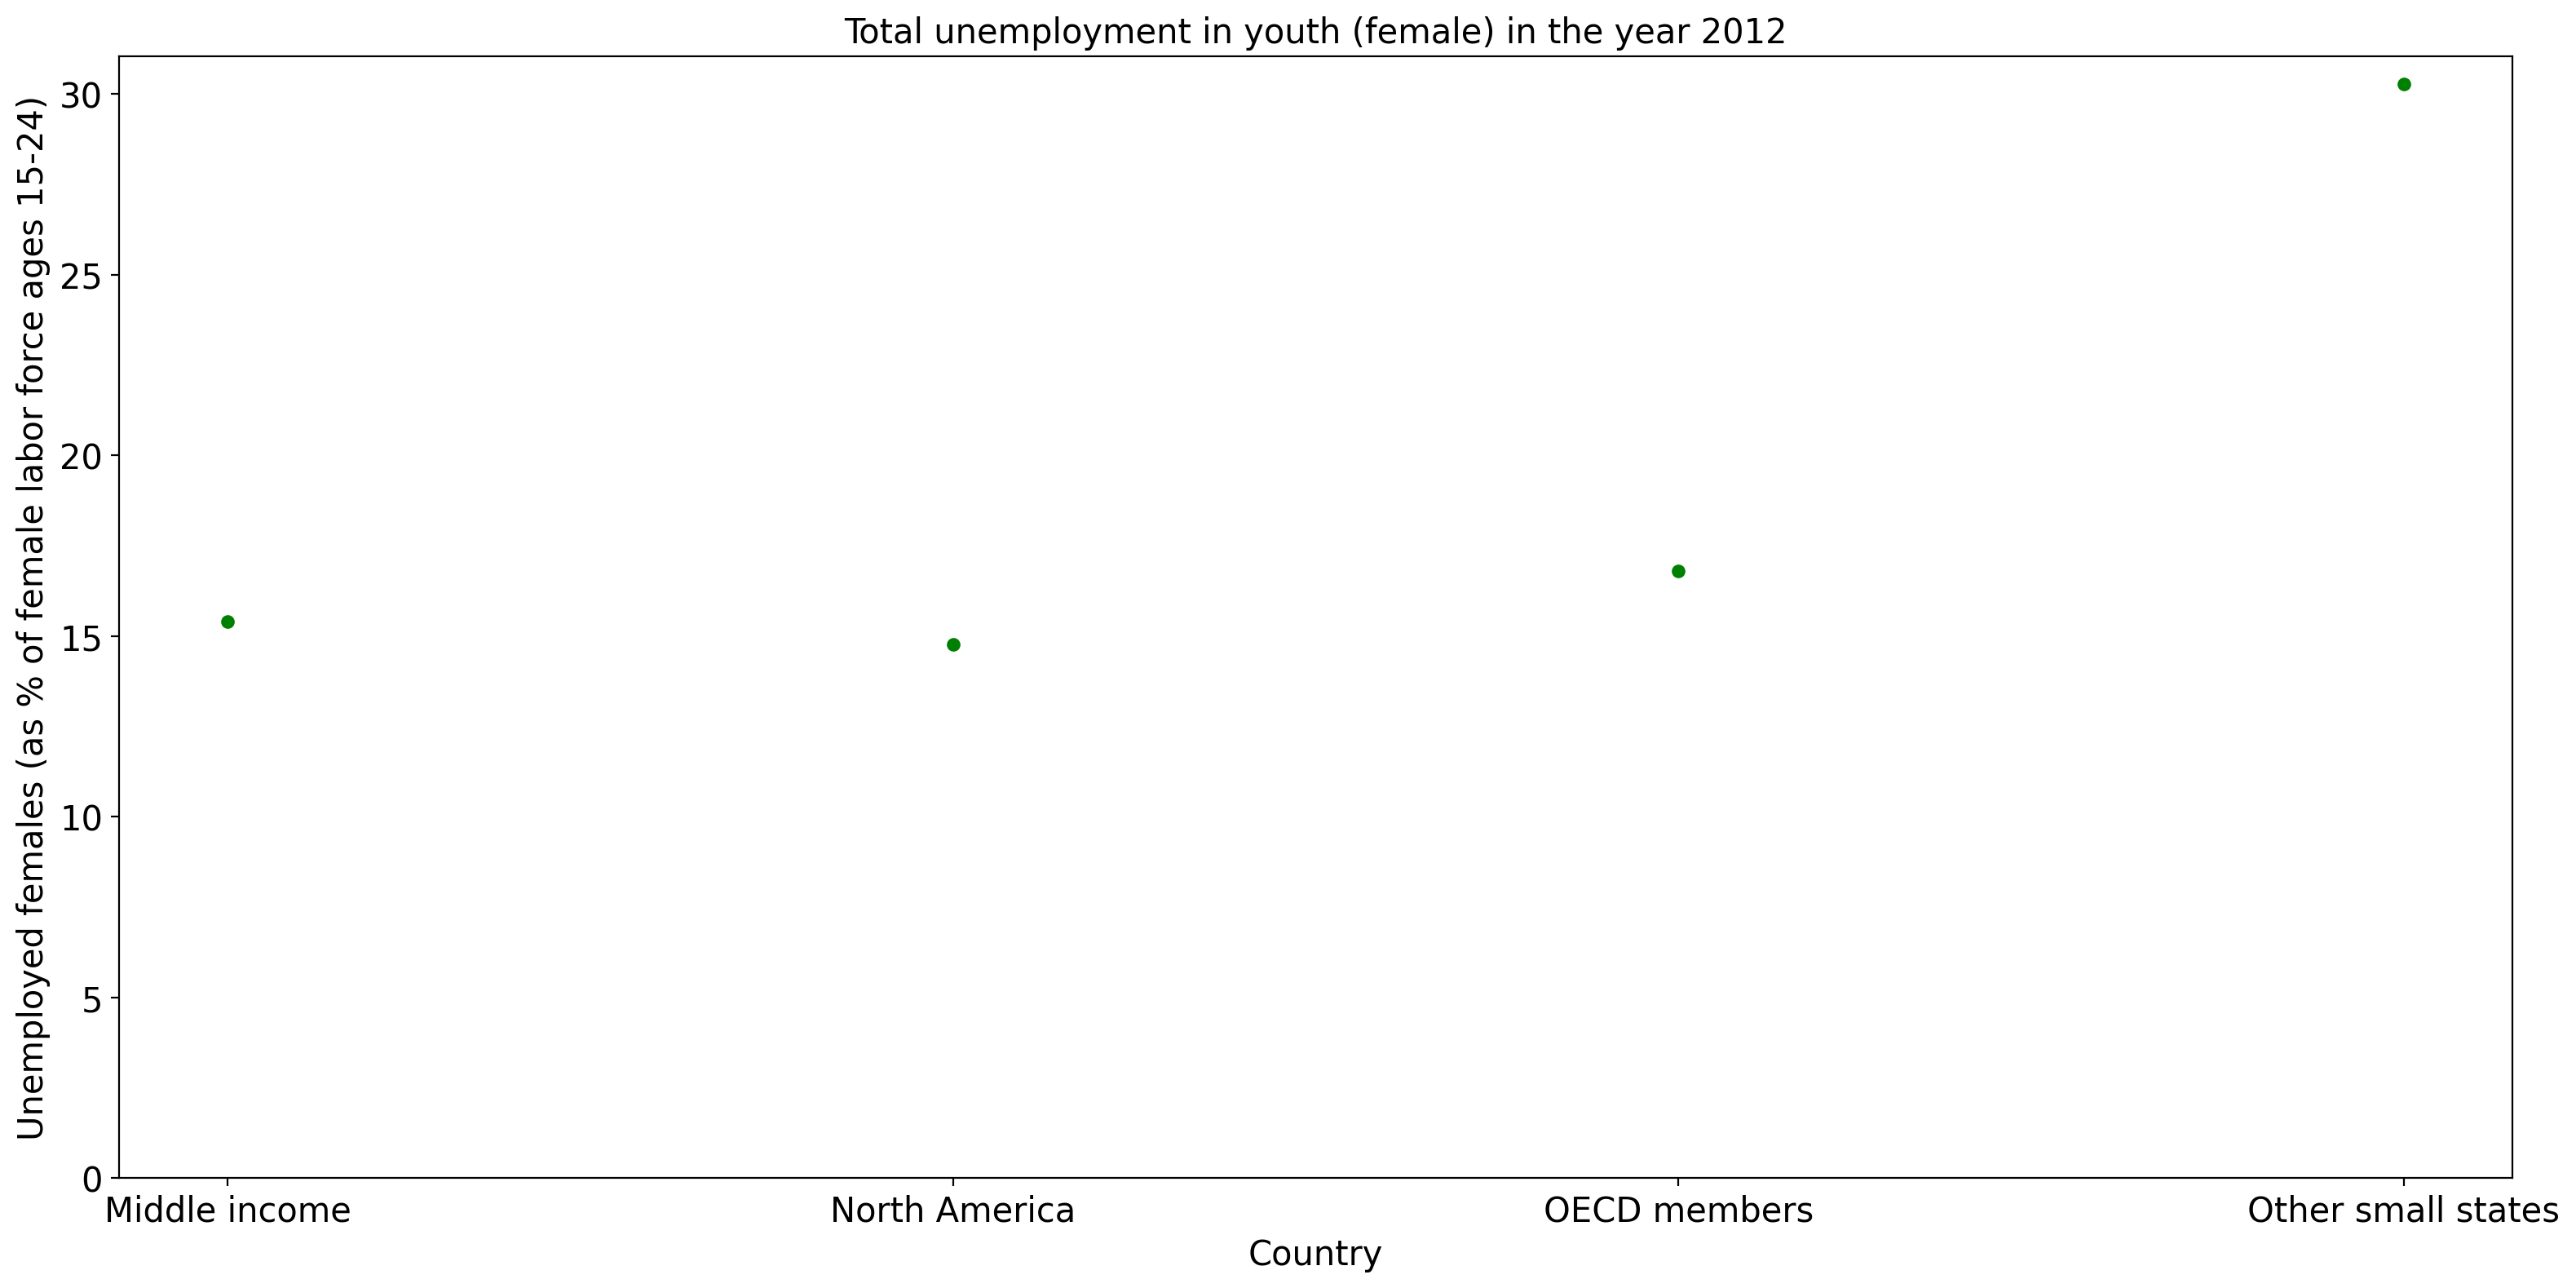 Total unemployment in youth (female) in the year 2012
Unemployed females (as % of female labor force ages 15-24)
30
25
20
15
10
5
0
Middle income
North America
OECD members
Other small states
Country